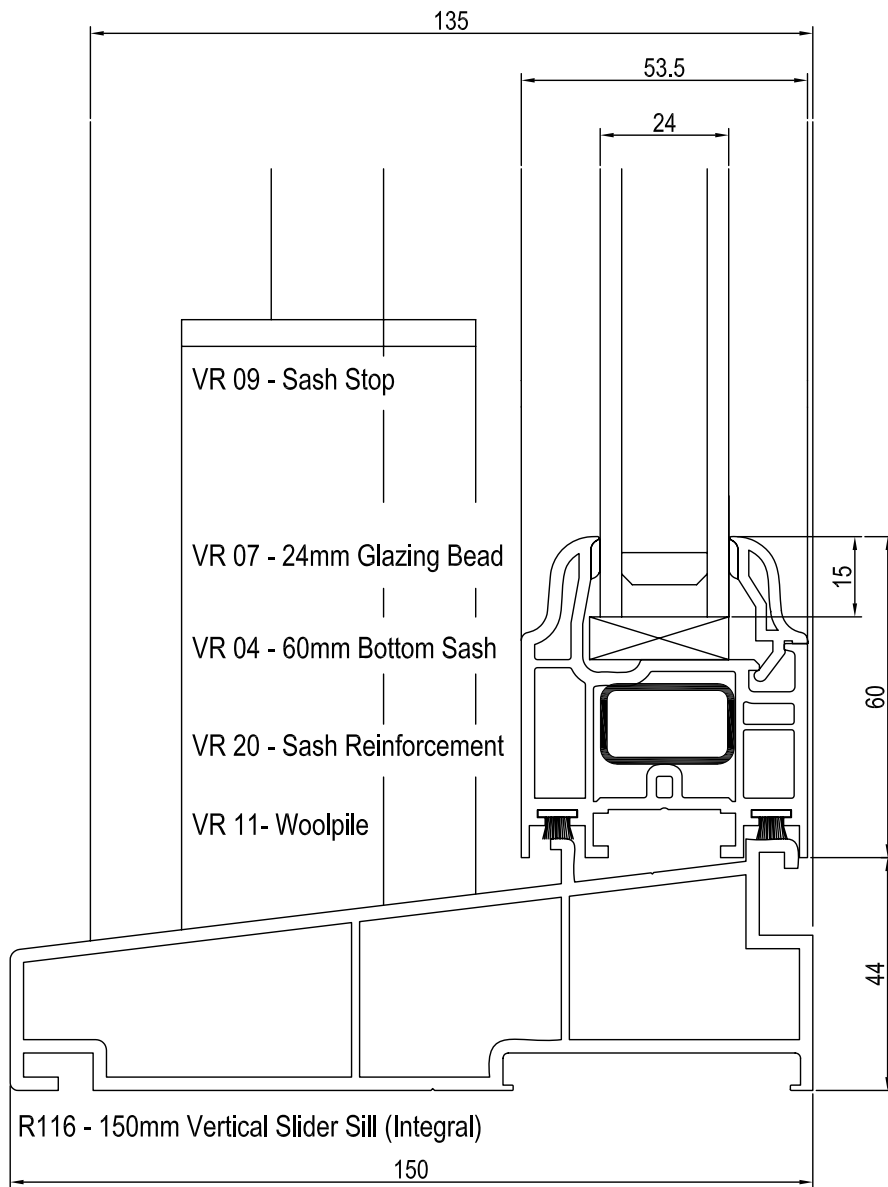 135
53.5
24
VR 09 - Sash Stop
VR 07 - 24mm Glazing Bead
15
VR 04 - 60mm Bottom Sash
60
VR 20 - Sash Reinforcement
VR 11- Woolpile
44
R116 - 150mm Vertical Slider Sill (Integral)
150